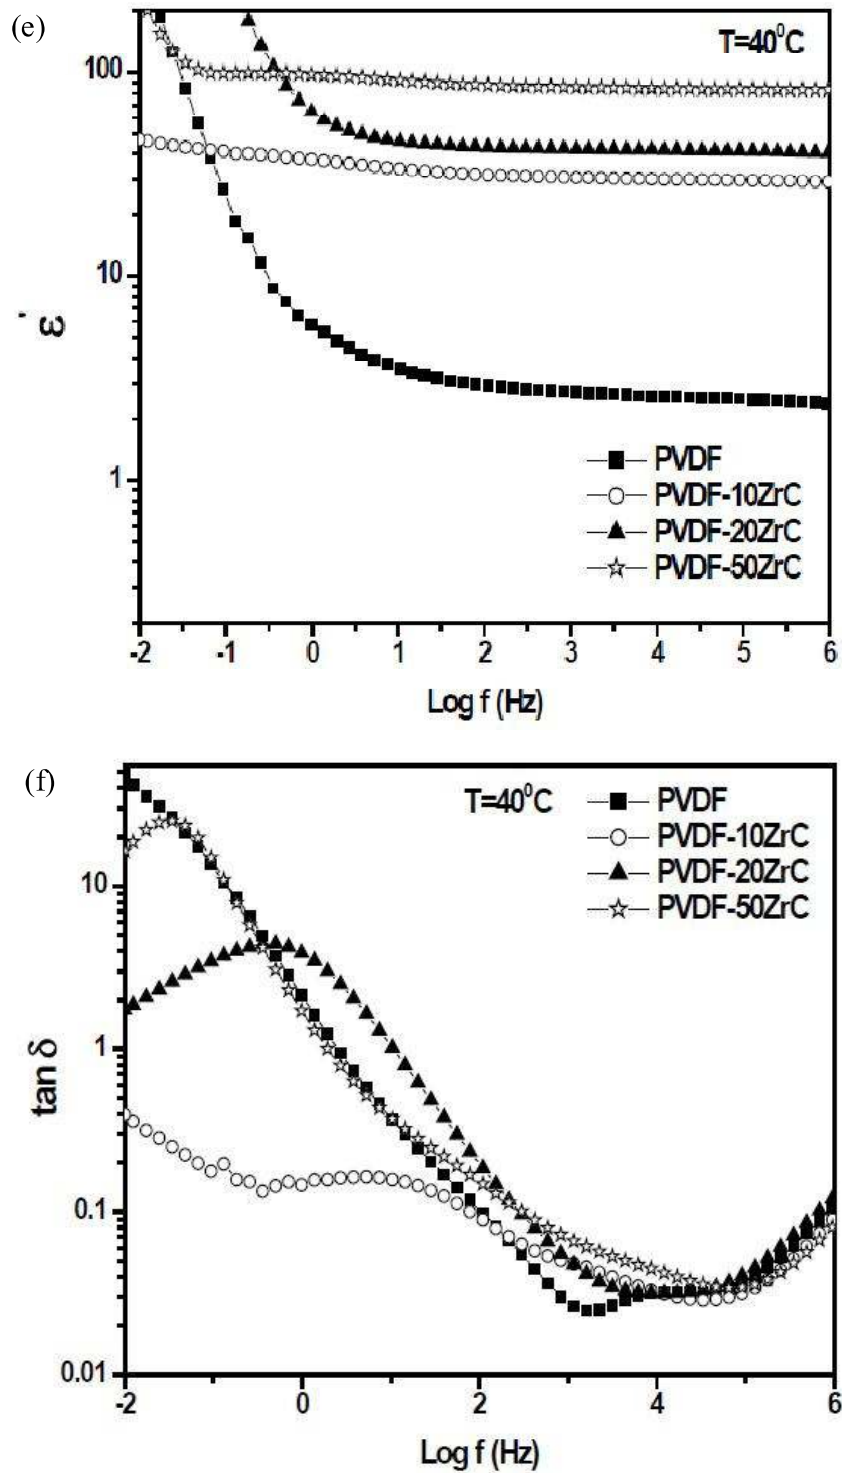 (e)
T=40⁰C
100
10
1
ε'
PVDF
PVDF-10ZrC
PVDF-20ZrC
PVDF-50ZrC
-2 -1 0 1 2 3 4 5 6
Log f (Hz)
(f)
T=40⁰C
PVDF
PVDF-10ZrC
PVDF-20ZrC
PVDF-50ZrC
10
1
0.1
0.01
tan δ
-2 0 2 4 6
Log f (Hz)